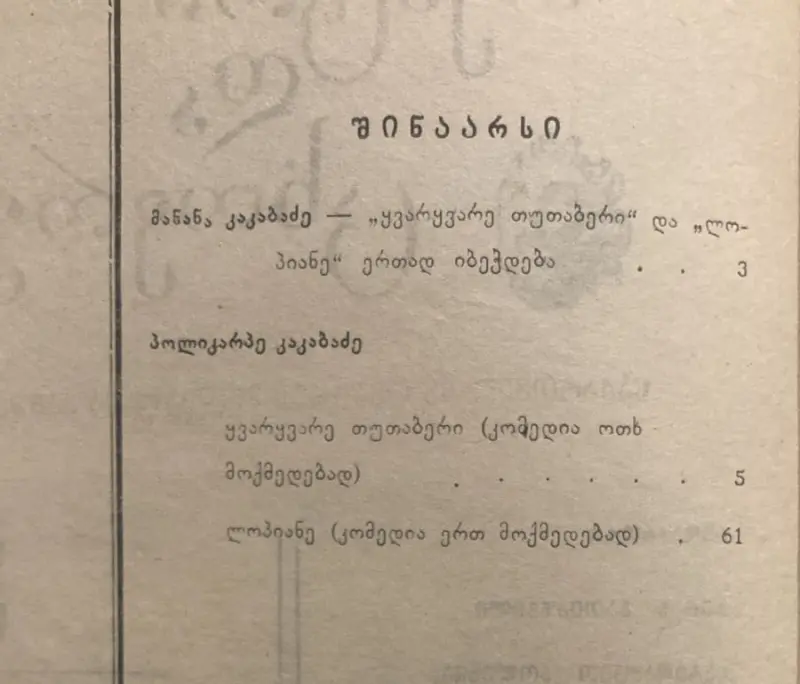 შინაარსი
მანანა კაკაბაძე — „ყვარყვარე თუთაბერი“ და „ლო-
პიანე“ ერთად იბეჭდება . . 3
პოლიკარპე კაკაბაძე
ყვარყვარე თუთაბერი (კომედია ოთხ
მოქმედებად) . . . . . . 5
ლოპიანე (კომედია ერთ მოქმედებად) . 61